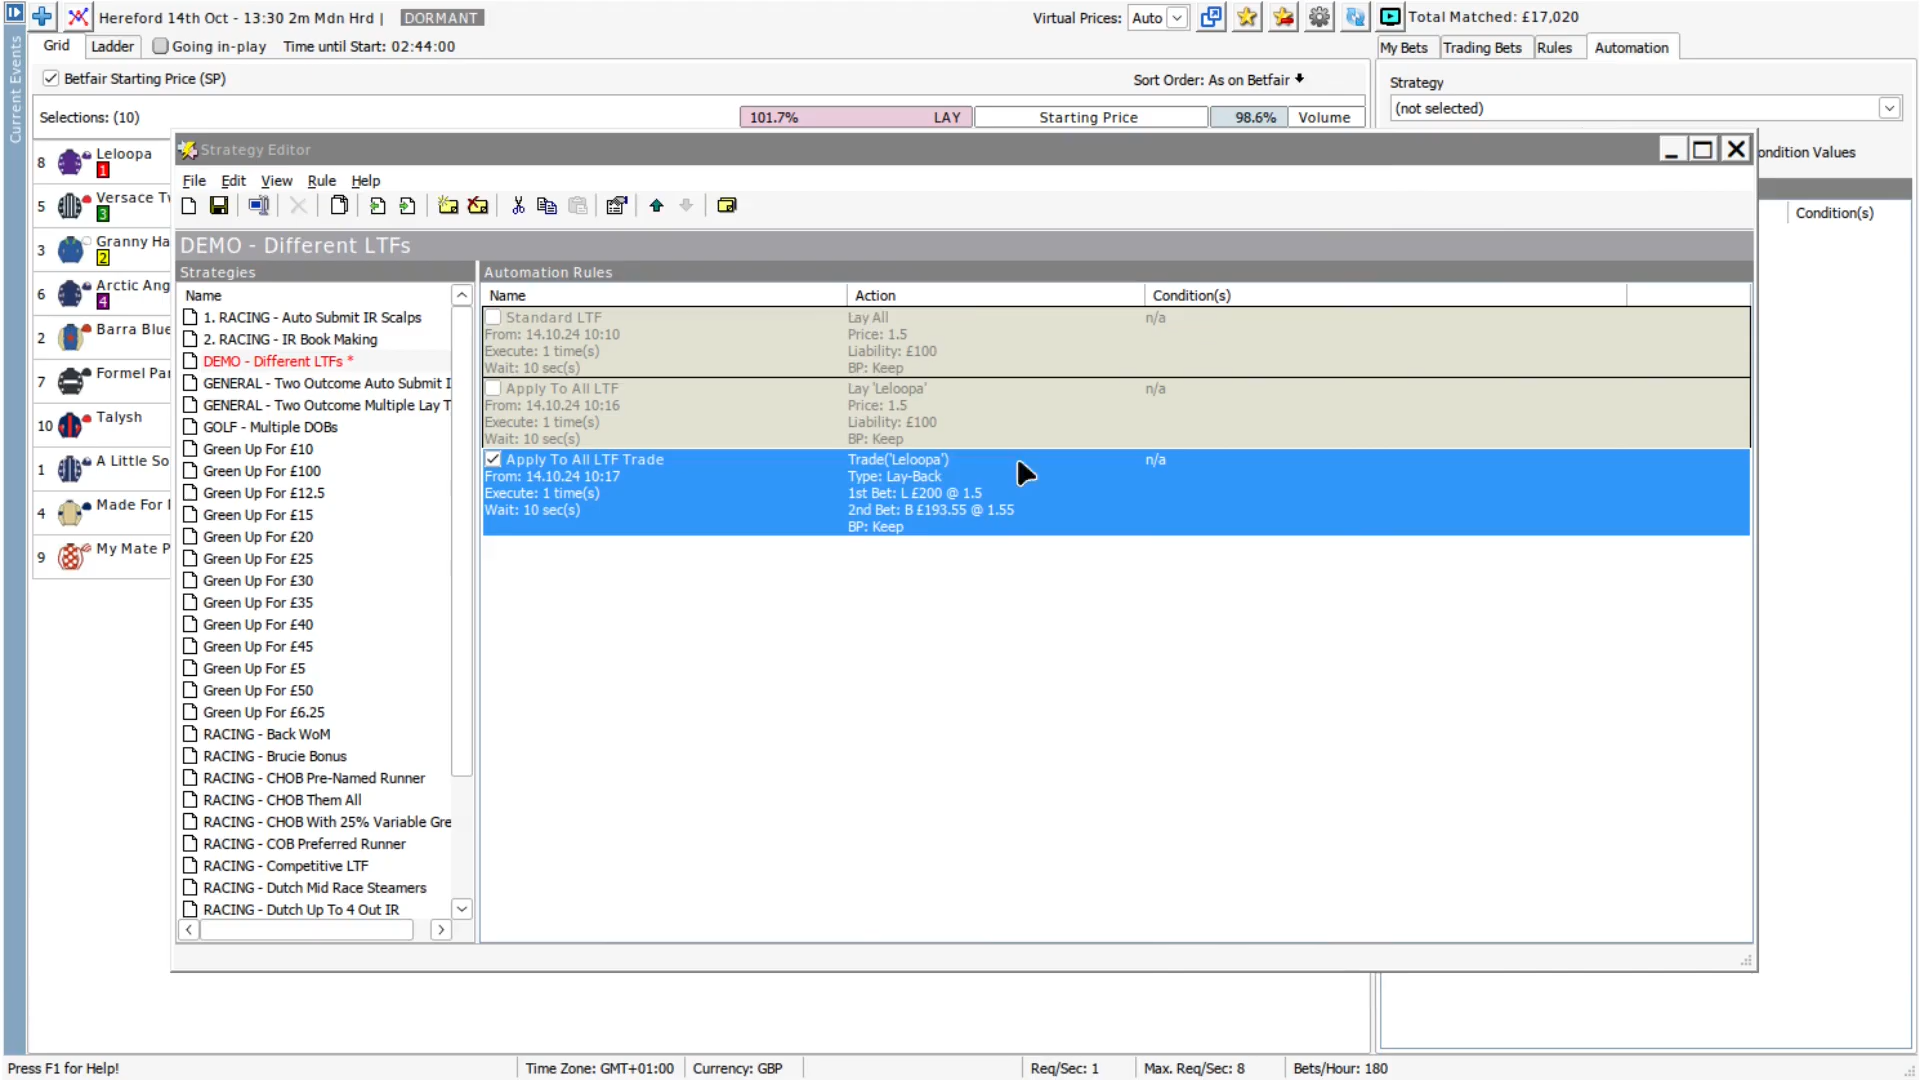 Hereford 14th Oct - 13:30 2m Mdn Hrd | DORMANT
Virtual Prices: Auto
Total Matched: £17,020
Current Events
Grid Ladder Going in-play Time until Start: 02:44:00
My Bets Trading Bets Rules Automation
Betfair Starting Price (SP)
Sort Order: As on Betfair
Strategy
(not selected)
Selections: (10)
101.7% LAY Starting Price 98.6% Volume
ondition Values
Condition(s)
8 Leloopa
1
5 Versace Tv
3
3 Granny Ha
2
6 Arctic Ang
4
2 Barra Blue
7 Formel Par
10 Talysh
1 A Little So
4 Made For
9 My Mate P
Strategy Editor
File Edit View Rule Help
DEMO - Different LTFs
Strategies
Name
1. RACING - Auto Submit IR Scalps
2. RACING - IR Book Making
DEMO - Different LTFs *
GENERAL - Two Outcome Auto Submit I
GENERAL - Two Outcome Multiple Lay T
GOLF - Multiple DOBs
Green Up For £10
Green Up For £100
Green Up For £12.5
Green Up For £15
Green Up For £20
Green Up For £25
Green Up For £30
Green Up For £35
Green Up For £40
Green Up For £45
Green Up For £5
Green Up For £50
Green Up For £6.25
RACING - Back WoM
RACING - Brucie Bonus
RACING - CHOB Pre-Named Runner
RACING - CHOB Them All
RACING - CHOB With 25% Variable Gre
RACING - COB Preferred Runner
RACING - Competitive LTF
RACING - Dutch Mid Race Steamers
RACING - Dutch Up To 4 Out IR
Automation Rules
Name Action Condition(s)
Standard LTF Lay All n/a
From: 14.10.24 10:10 Price: 1.5
Execute: 1 time(s) Liability: £100
Wait: 10 sec(s) BP: Keep
Apply To All LTF Lay 'Leloopa' n/a
From: 14.10.24 10:16 Price: 1.5
Execute: 1 time(s) Liability: £100
Wait: 10 sec(s) BP: Keep
Apply To All LTF Trade Trade('Leloopa') n/a
From: 14.10.24 10:17 Type: Lay-Back
Execute: 1 time(s) 1st Bet: L £200 @ 1.5
Wait: 10 sec(s) 2nd Bet: B £193.55 @ 1.55
BP: Keep
Press F1 for Help! Time Zone: GMT+01:00 Currency: GBP Req/Sec: 1 Max. Req/Sec: 8 Bets/Hour: 180